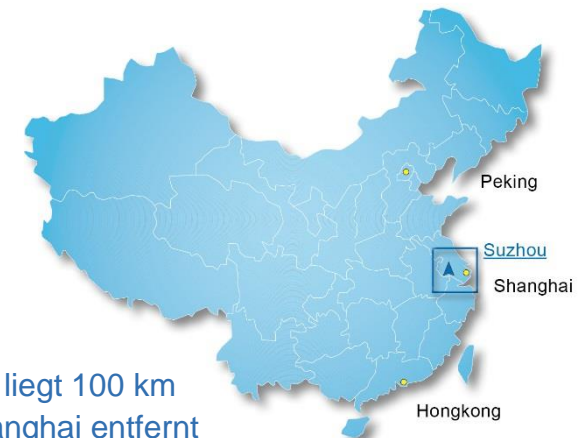 Peking
Suzhou
Shanghai
liegt 100 km
anghai entfernt
Hongkong